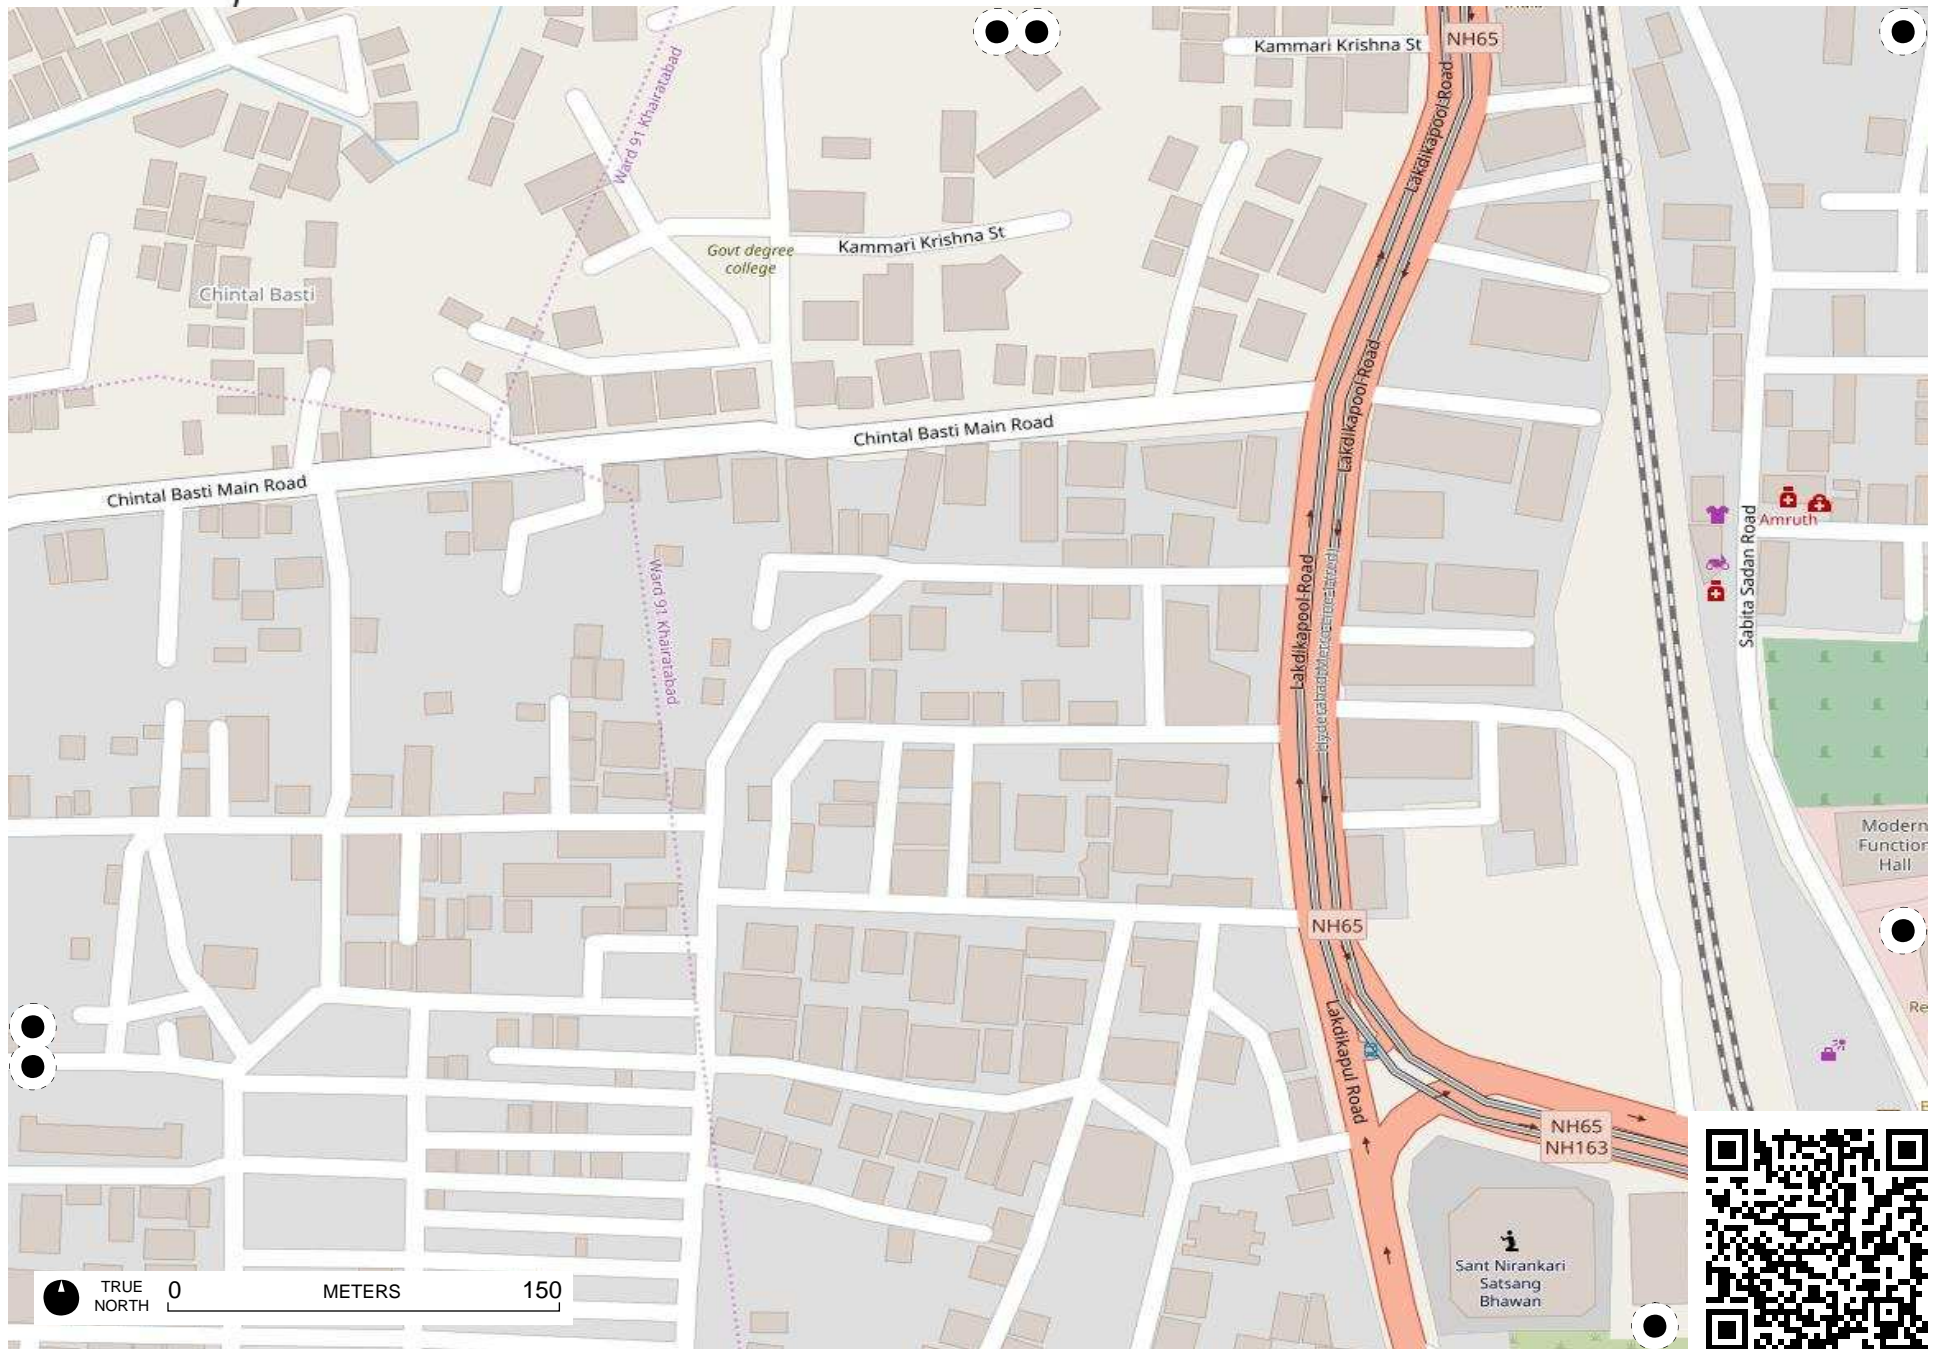 Kammari Krishna St
NH65
Lakdikapool Road
Ward 91 Khairatabad
Kammari Krishna St
Govt degree
college
Chintal Basti
Lakdikapool Road
Chintal Basti Main Road
Chintal Basti Main Road
Amruth
Sabita Sadan Road
Ward 91 Khairatabad
Lakdikapool Road
Modern
Function
Hall
NH65
Re
Lakdikapul Road
NH65
NH163
Sant Nirankari
Satsang
Bhawan
TRUE
NORTH
0
METERS
150